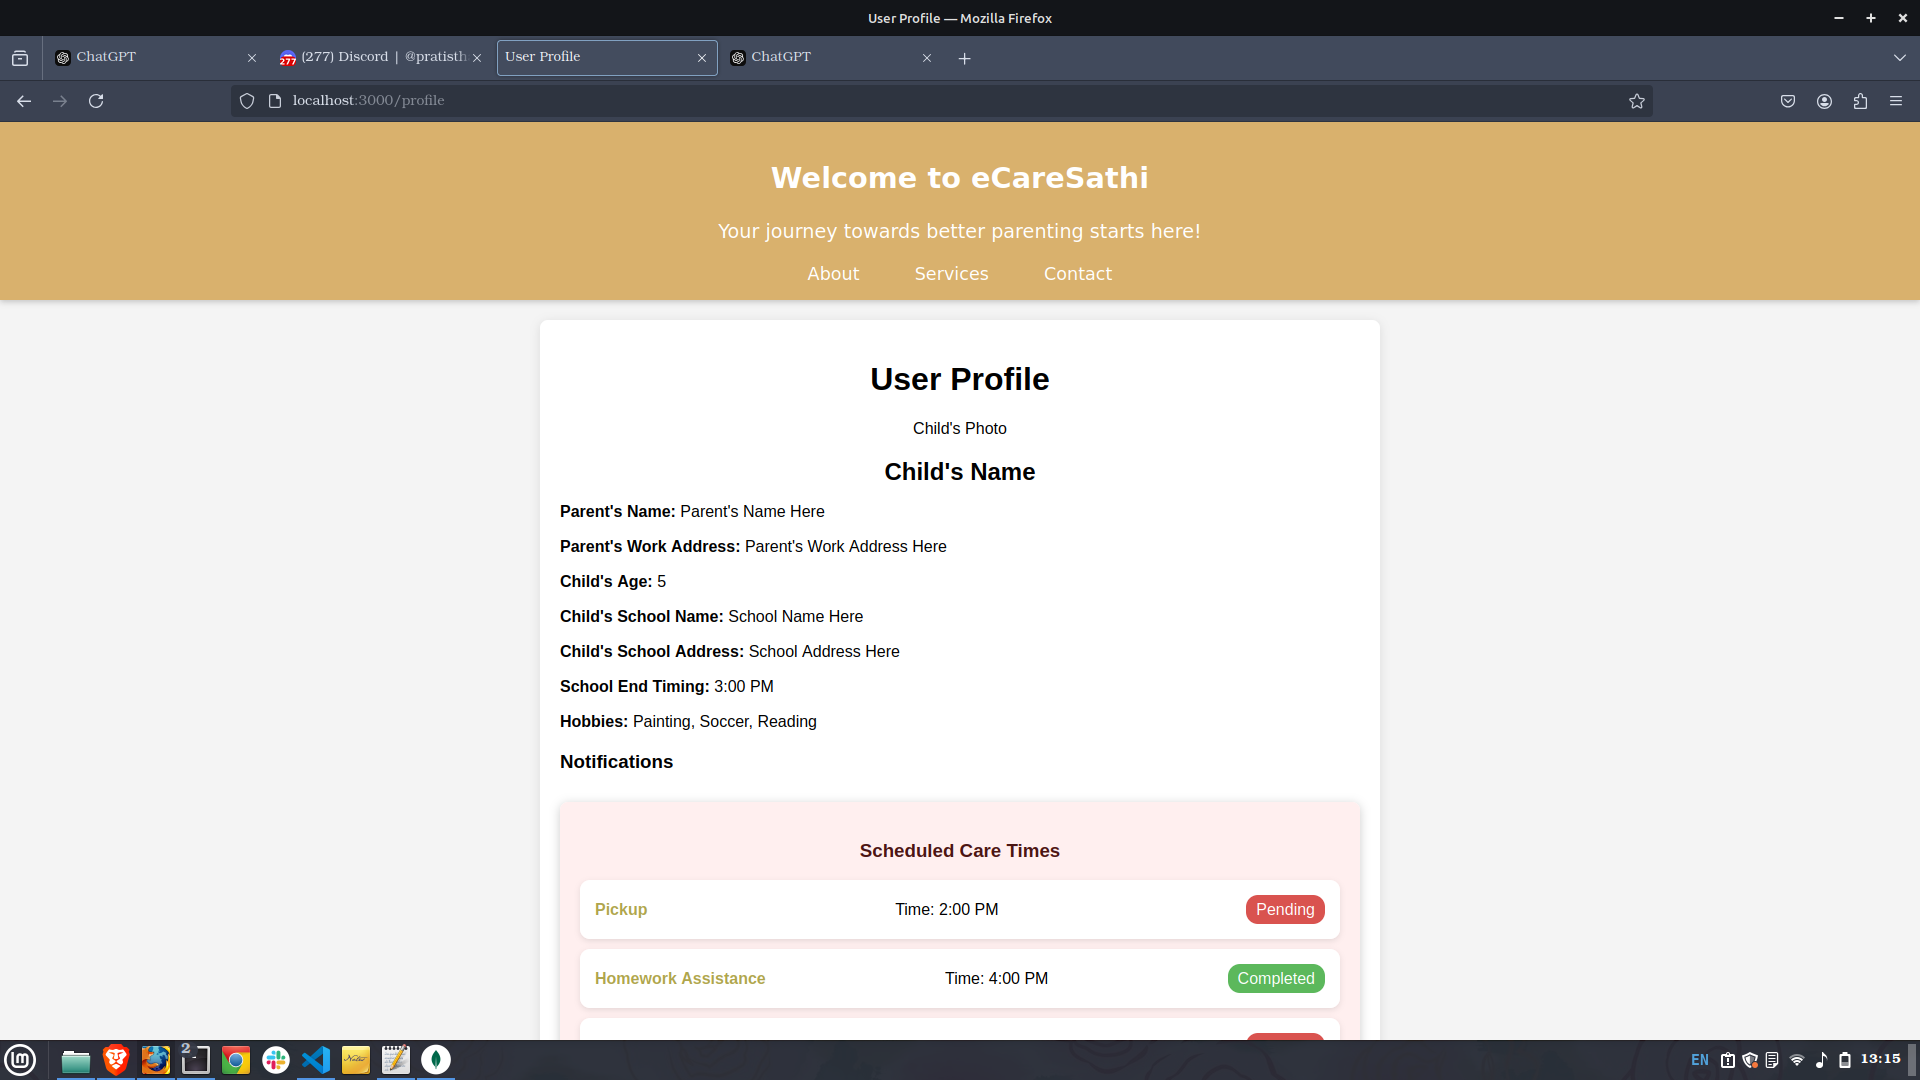 User Profile — Mozilla Firefox
ChatGPT
(277) Discord | @pratisth
User Profile
ChatGPT
277
localhost:3000/profile
Welcome to eCareSathi
Your journey towards better parenting starts here!
About Services Contact
User Profile
Child's Photo
Child's Name
Parent's Name: Parent's Name Here
Parent's Work Address: Parent's Work Address Here
Child's Age: 5
Child's School Name: School Name Here
Child's School Address: School Address Here
School End Timing: 3:00 PM
Hobbies: Painting, Soccer, Reading
Notifications
Scheduled Care Times
Pickup Time: 2:00 PM Pending
Homework Assistance Time: 4:00 PM Completed
2
Notes
EN 13:15